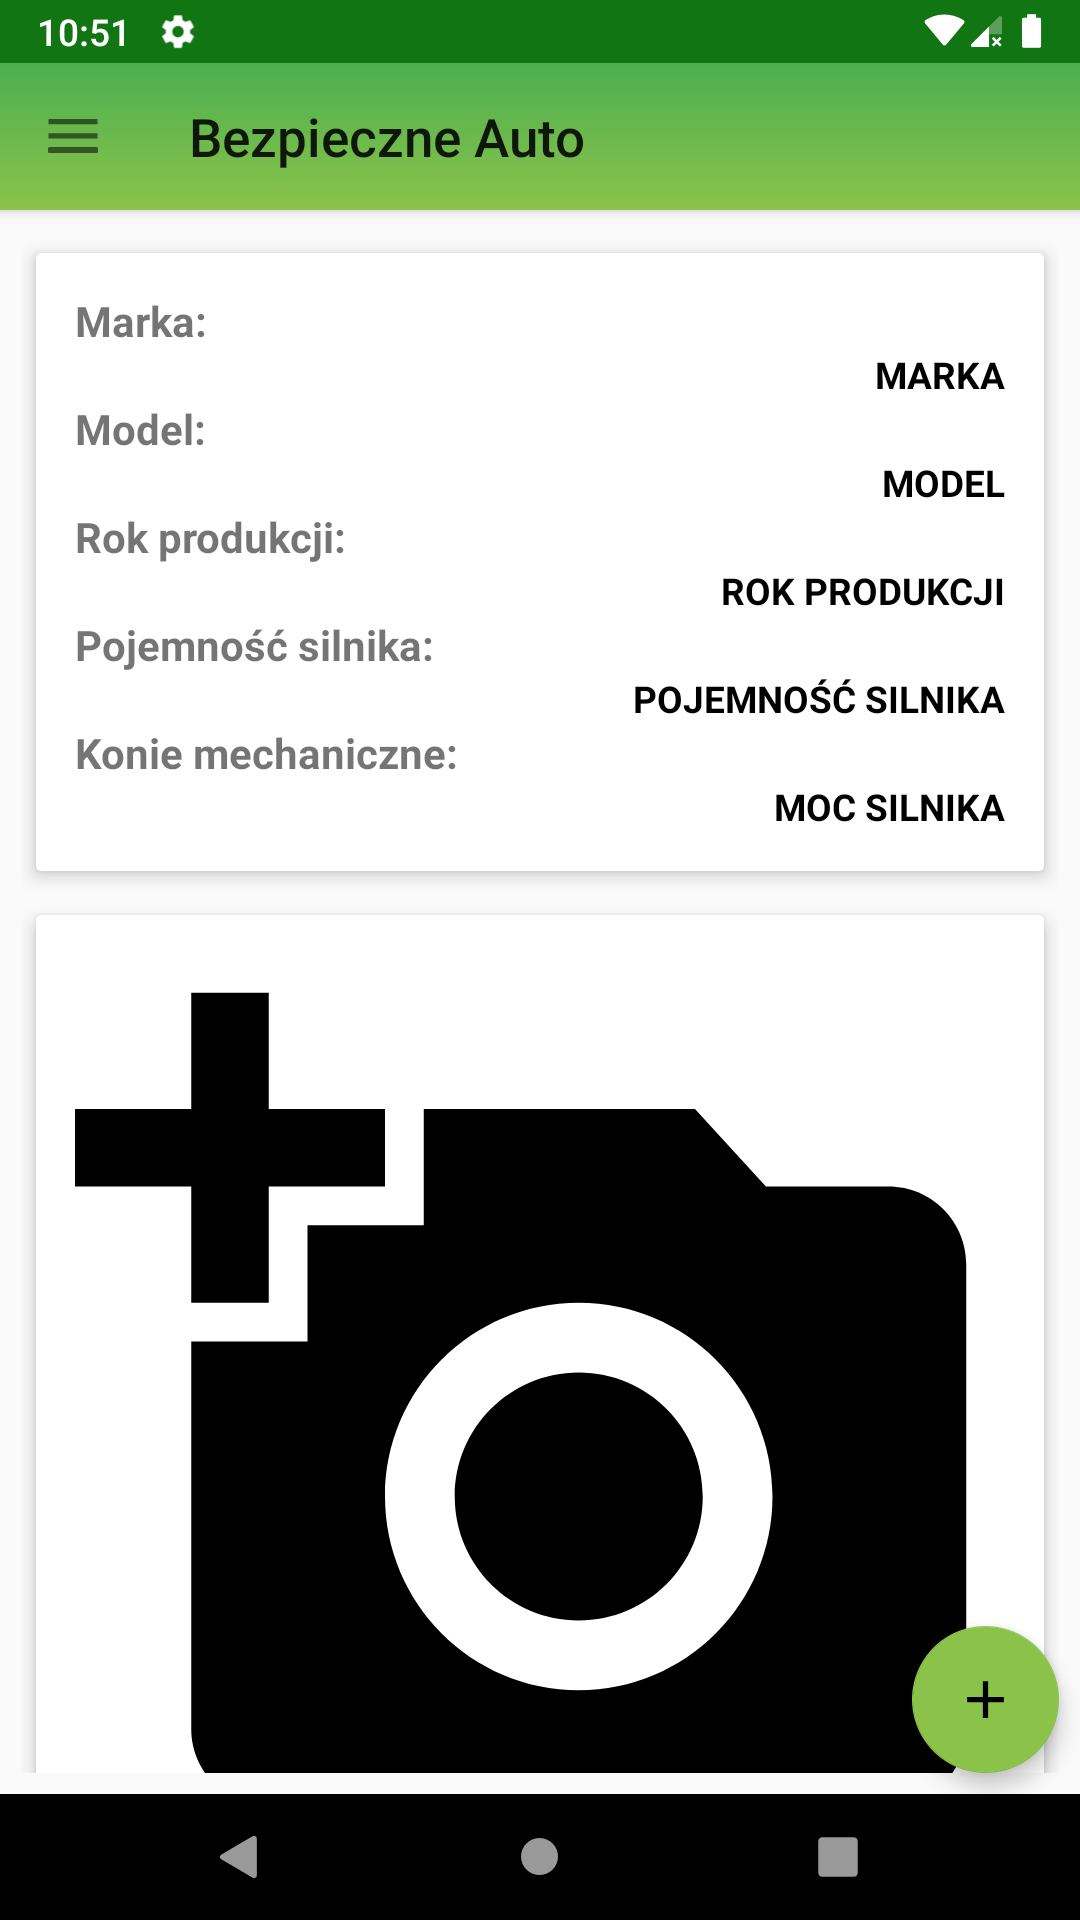 10:51
Bezpieczne Auto
Marka:
MARKA
Model:
MODEL
Rok produkcji:
ROK PRODUKCJI
Pojemność silnika:
POJEMNOŚĆ SILNIKA
Konie mechaniczne:
MOC SILNIKA